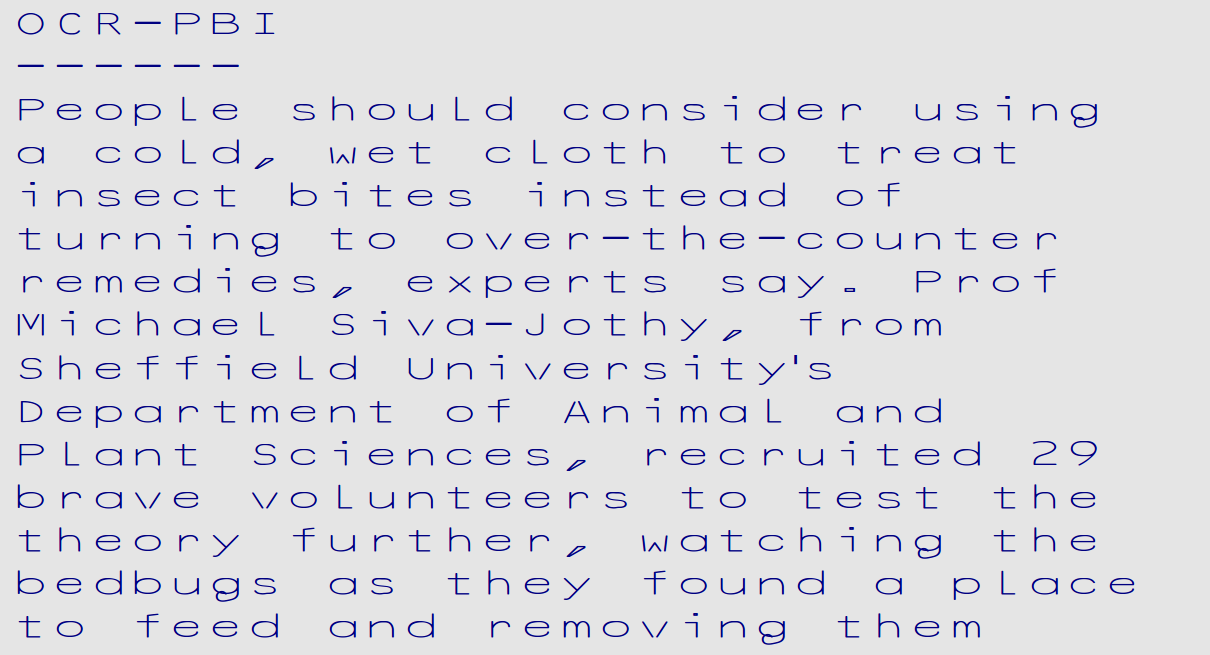 OCR-PBI
------
People should consider using
a cold, wet cloth to treat
insect bites instead of
turning to over-the-counter
remedies, experts say. Prof
Michael Siva-Jothy, from
Sheffield University's
Department of Animal and
Plant Sciences, recruited 29
brave volunteers to test the
theory further, watching the
bedbugs as they found a place
to feed and removing them